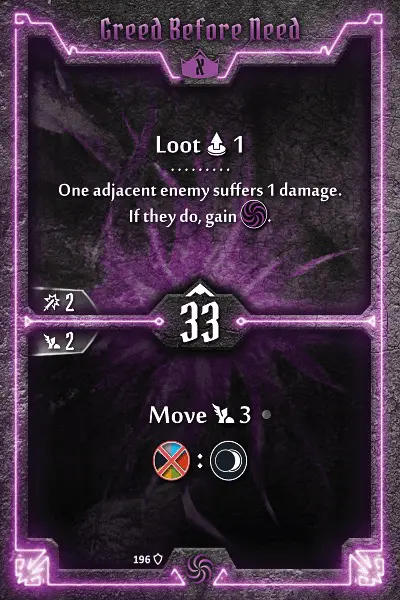 Greed Before Need
X
Loot 1
One adjacent enemy suffers 1 damage.
If they do, gain .
2
33
2
Move 3
:
196